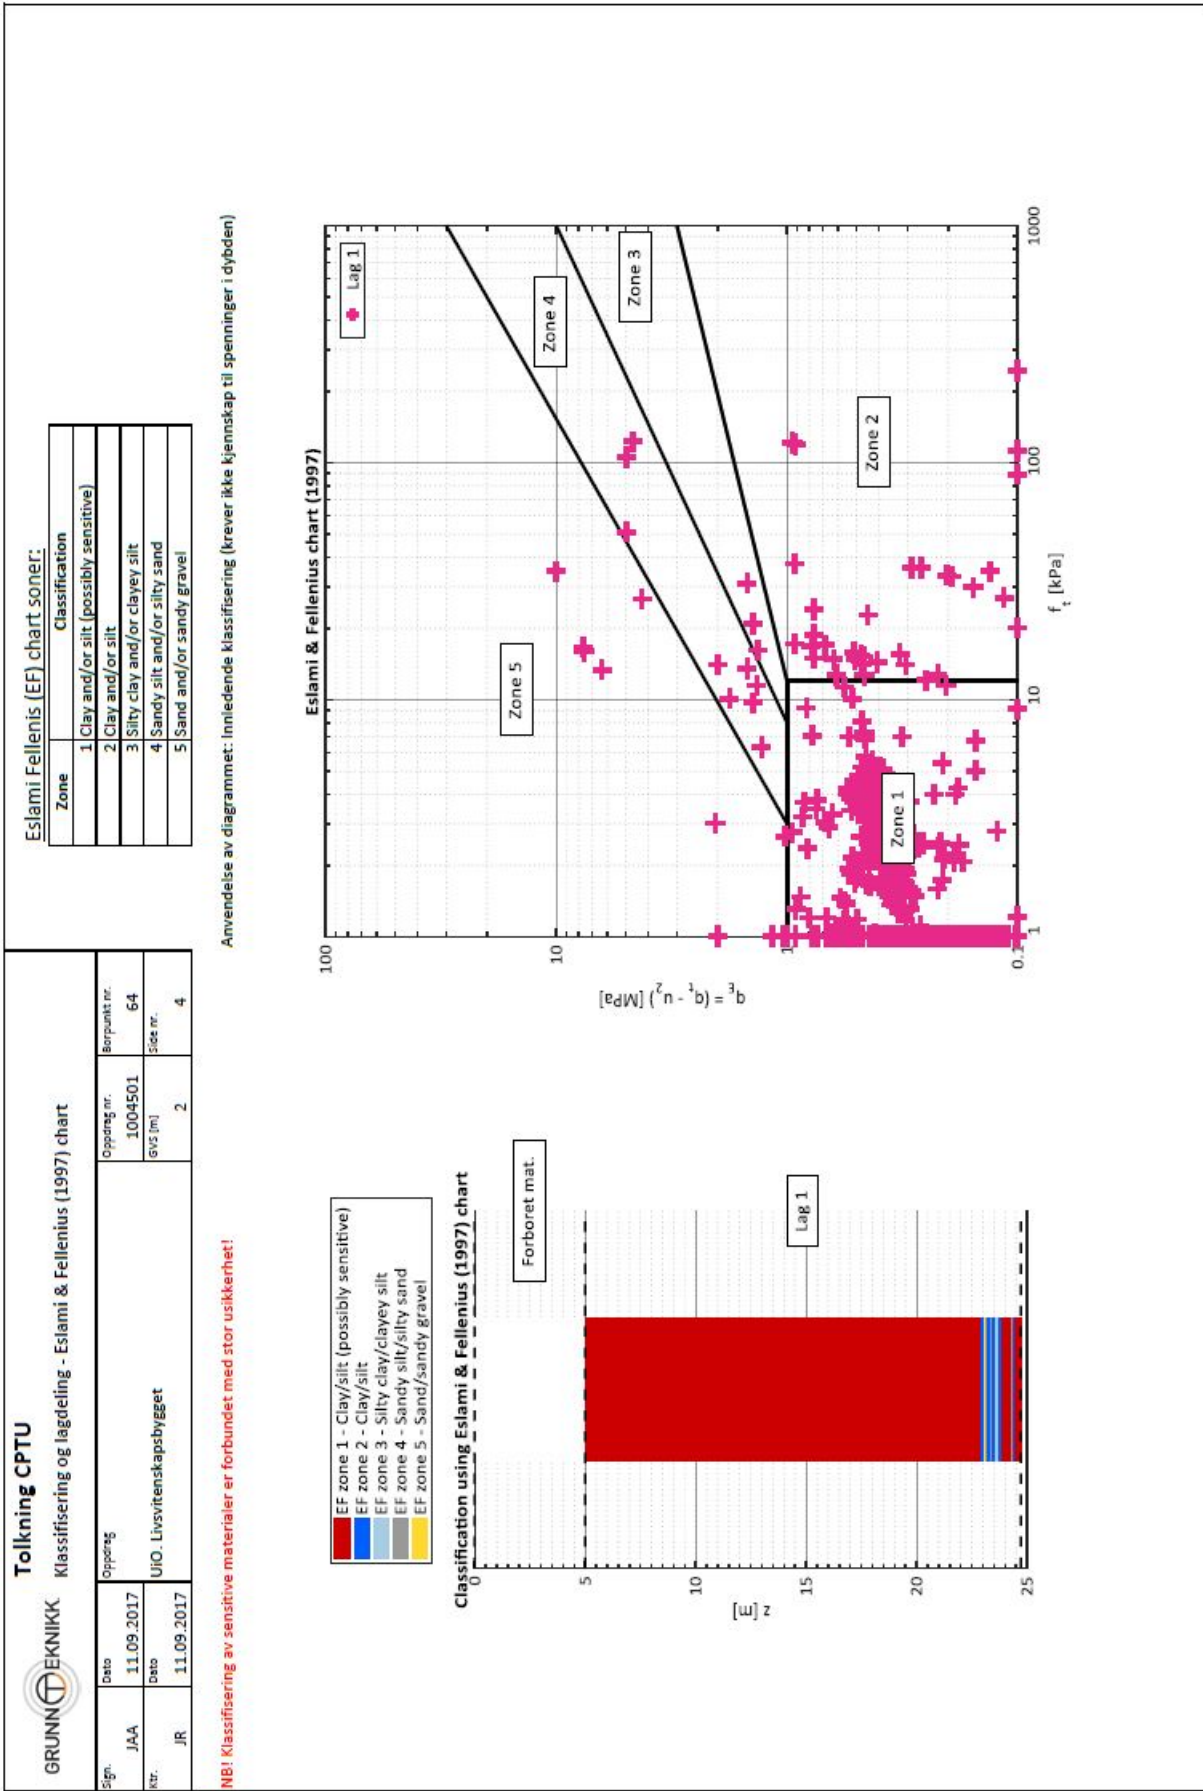 GRUNNTEKNIKK
Tolkning CPTU
Klassifisering og lagdeling - Eslami & Fellenius (1997) chart
Sign. Dato Oppdrag Oppdrag nr. Borpunkt nr.
JAA 11.09.2017 1004501 64
Ktr. Dato UiO. Livsvitenskapsbygget GVS [m] Side nr.
JR 11.09.2017 2 4
Eslami Fellenis (EF) chart soner:
Zone Classification
1 Clay and/or silt (possibly sensitive)
2 Clay and/or silt
3 Silty clay and/or clayey silt
4 Sandy silt and/or silty sand
5 Sand and/or sandy gravel
NB! Klassifisering av sensitive materialer er forbundet med stor usikkerhet!
Anvendelse av diagrammet: Innledende klassifisering (krever ikke kjennskap til spenninger i dybden)
EF zone 1 - Clay/silt (possibly sensitive)
EF zone 2 - Clay/silt
EF zone 3 - Silty clay/clayey silt
EF zone 4 - Sandy silt/silty sand
EF zone 5 - Sand/sandy gravel
Classification using Eslami & Fellenius (1997) chart
0
5
10
15
20
25
z [m]
Forboret mat.
Lag 1
Eslami & Fellenius chart (1997)
Lag 1
100
10
1
0.1
qE = (qt - u2) [MPa]
Zone 5
Zone 4
Zone 3
Zone 2
Zone 1
1 10 100 1000
ft [kPa]